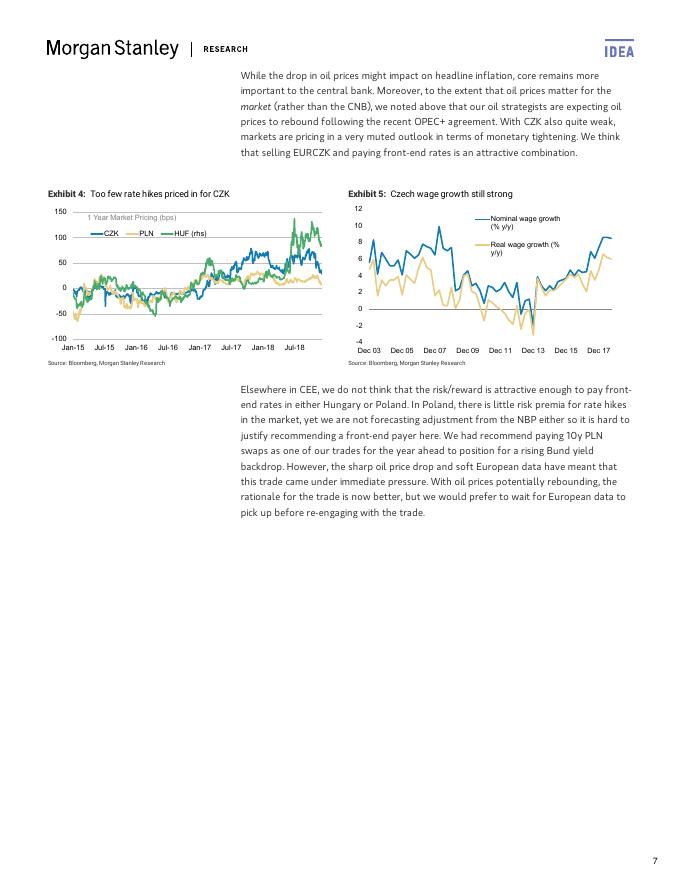 Morgan Stanley | RESEARCH
IDEA
While the drop in oil prices might impact on headline inflation, core remains more
important to the central bank. Moreover, to the extent that oil prices matter for the
market (rather than the CNB), we noted above that our oil strategists are expecting oil
prices to rebound following the recent OPEC+ agreement. With CZK also quite weak,
markets are pricing in a very muted outlook in terms of monetary tightening. We think
that selling EURCZK and paying front-end rates is an attractive combination.
Exhibit 4: Too few rate hikes priced in for CZK
150
100
50
0
-50
-100
1 Year Market Pricing (bps)
CZK PLN HUF (rhs)
Jan-15 Jul-15 Jan-16 Jul-16 Jan-17 Jul-17 Jan-18 Jul-18
Source: Bloomberg, Morgan Stanley Research
Exhibit 5: Czech wage growth still strong
12
10
8
6
4
2
0
-2
-4
Nominal wage growth
(% y/y)
Real wage growth (%
y/y)
Dec 03 Dec 05 Dec 07 Dec 09 Dec 11 Dec 13 Dec 15 Dec 17
Source: Bloomberg, Morgan Stanley Research
Elsewhere in CEE, we do not think that the risk/reward is attractive enough to pay front-
end rates in either Hungary or Poland. In Poland, there is little risk premia for rate hikes
in the market, yet we are not forecasting adjustment from the NBP either so it is hard to
justify recommending a front-end payer here. We had recommend paying 10y PLN
swaps as one of our trades for the year ahead to position for a rising Bund yield
backdrop. However, the sharp oil price drop and soft European data have meant that
this trade came under immediate pressure. With oil prices potentially rebounding, the
rationale for the trade is now better, but we would prefer to wait for European data to
pick up before re-engaging with the trade.
7